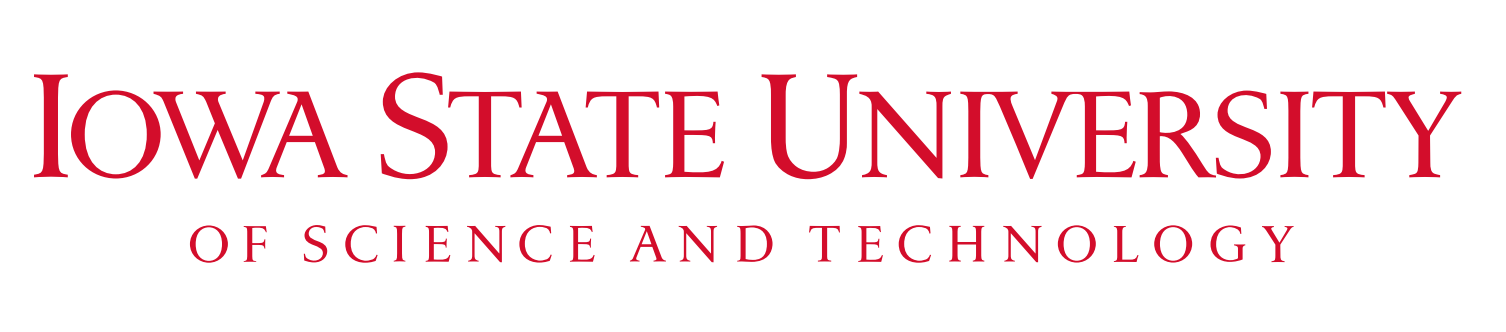 IOWA STATE UNIVERSITY
OF SCIENCE AND TECHNOLOGY